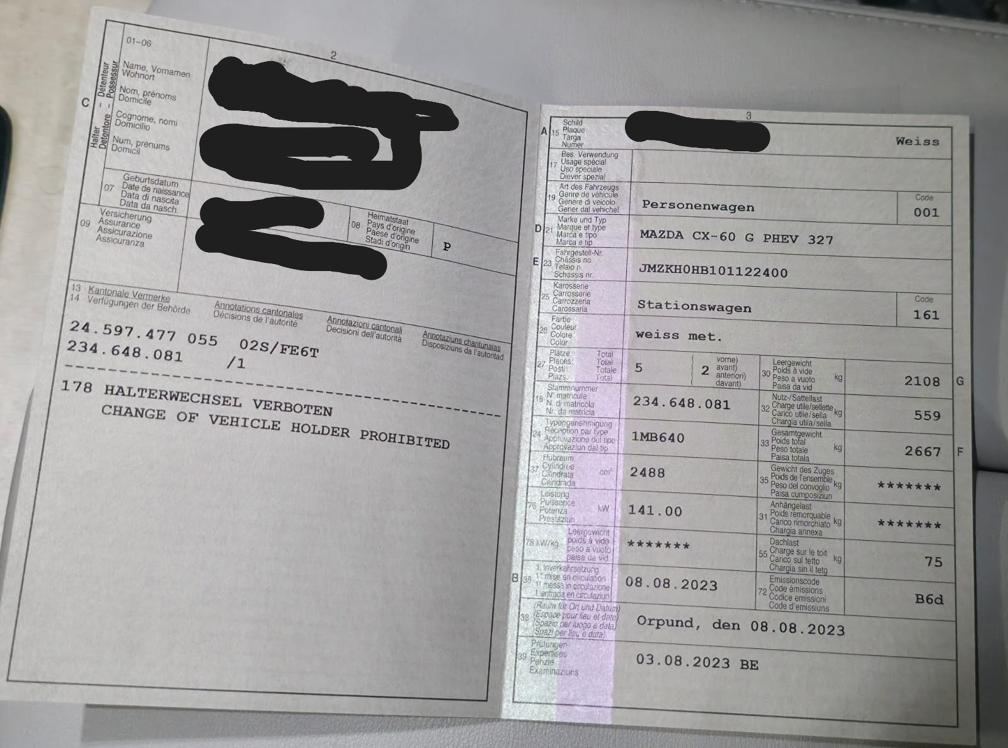 2
01-06
Name, Vornamen
Wohnort
Nom, prénoms
Domicile
Cognome, nomi
Domicilio
Num, prenums
Domicil
C
Halter – Détenteur
Detentore – Possessur
07
Geburtsdatum
Date de naissance
Data di nascita
Data da nasch.
08
Heimatstaat
Pays d'origine
Paese d'origine
Stadi d'origin
P
09
Versicherung
Assurance
Assicurazione
Assicuranza
13 Kantonale Vermerke
14 Verfügungen der Behörde
Annotations cantonales
Décisions de l'autorité
Annotazioni cantonali
Decisioni dell'autorità
Annotaziuns chantunalas
Disposiziuns da l'autoritad
24.597.477 055 02S/FE6T
234.648.081 /1
178 HALTERWECHSEL VERBOTEN
CHANGE OF VEHICLE HOLDER PROHIBITED
3
A 15
Schild
Plaque
Targa
Numer
Weiss
17
Bes. Verwendung
Usage spécial
Uso speciale
Diever spezial
19
Art des Fahrzeugs
Genre de véhicule
Genere di veicolo
Gener dal vehichel
Personenwagen
Code
001
D 21
Marke und Typ
Marque et type
Marca e tipo
Marca e tip
MAZDA CX-60 G PHEV 327
E 23
Fahrgestell-Nr.
Châssis no
Telaio n.
Schassis nr.
JMZKH0HB101122400
25
Karosserie
Carrosserie
Carrozzeria
Carossaria
Stationswagen
Code
161
26
Farbe
Couleur
Colore
Color
weiss met.
27
Plätze: Total
Places: Total
Posti: Totale
Plazs: Total
5
2
vorne)
avant)
anteriori)
davant)
30
Leergewicht
Poids à vide
Peso a vuoto
Paisa da vid
kg
2108
G
18
Stammnummer
N° matricule
N. di matricola
Nr. da matricla
234.648.081
32
Nutz-/Sattellast
Charge utile/sellette
Carico utile/sella
Chargia utila/sella
kg
559
24
Typengenehmigung
Réception par type
Approvazione del tipo
Approvaziun dal tip
1MB640
33
Gesamtgewicht
Poids total
Peso totale
Paisa totala
kg
2667
F
37
Hubraum
Cylindrée
Cilindrata
Cilindrada
cm³
2488
35
Gewicht des Zuges
Poids de l'ensemble
Peso del convoglio
Paisa cumposiziun
kg
*******
76
Leistung
Puissance
Potenza
Prestaziun
kW
141.00
31
Anhängelast
Poids remorquable
Carico rimorchiato
Chargia annexa
kg
*******
78 kW/kg
Leergewicht
poids à vide
peso a vuoto
paisa da vid
*******
55
Dachlast
Charge sur le toit
Carico sul tetto
Chargia sin il tetg
kg
75
B 36
1. Inverkehrsetzung
1re mise en circulation
1a messa in circolazione
1. entrada en circulaziun
08.08.2023
72
Emissionscode
Code émissions
Codice emissioni
Code d'emissiuns
B6d
38
(Raum für Ort und Datum)
(Espace pour lieu et date)
(Spazio per luogo e data)
(Spazi per lieu e data)
Orpund, den 08.08.2023
39
Prüfungen
Expertises
Perizie
Examinaziuns
03.08.2023 BE